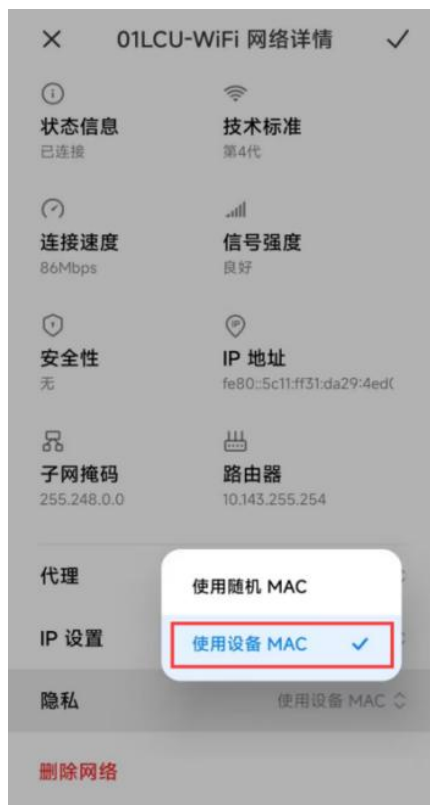 01LCU-WiFi 网络详情
状态信息
已连接
技术标准
第4代
连接速度
86Mbps
信号强度
良好
安全性
无
IP 地址
fe80::5c11:ff31:da29:4ed(
子网掩码
255.248.0.0
路由器
10.143.255.254
代理
使用随机 MAC
IP 设置
使用设备 MAC
隐私
使用设备 MAC
删除网络